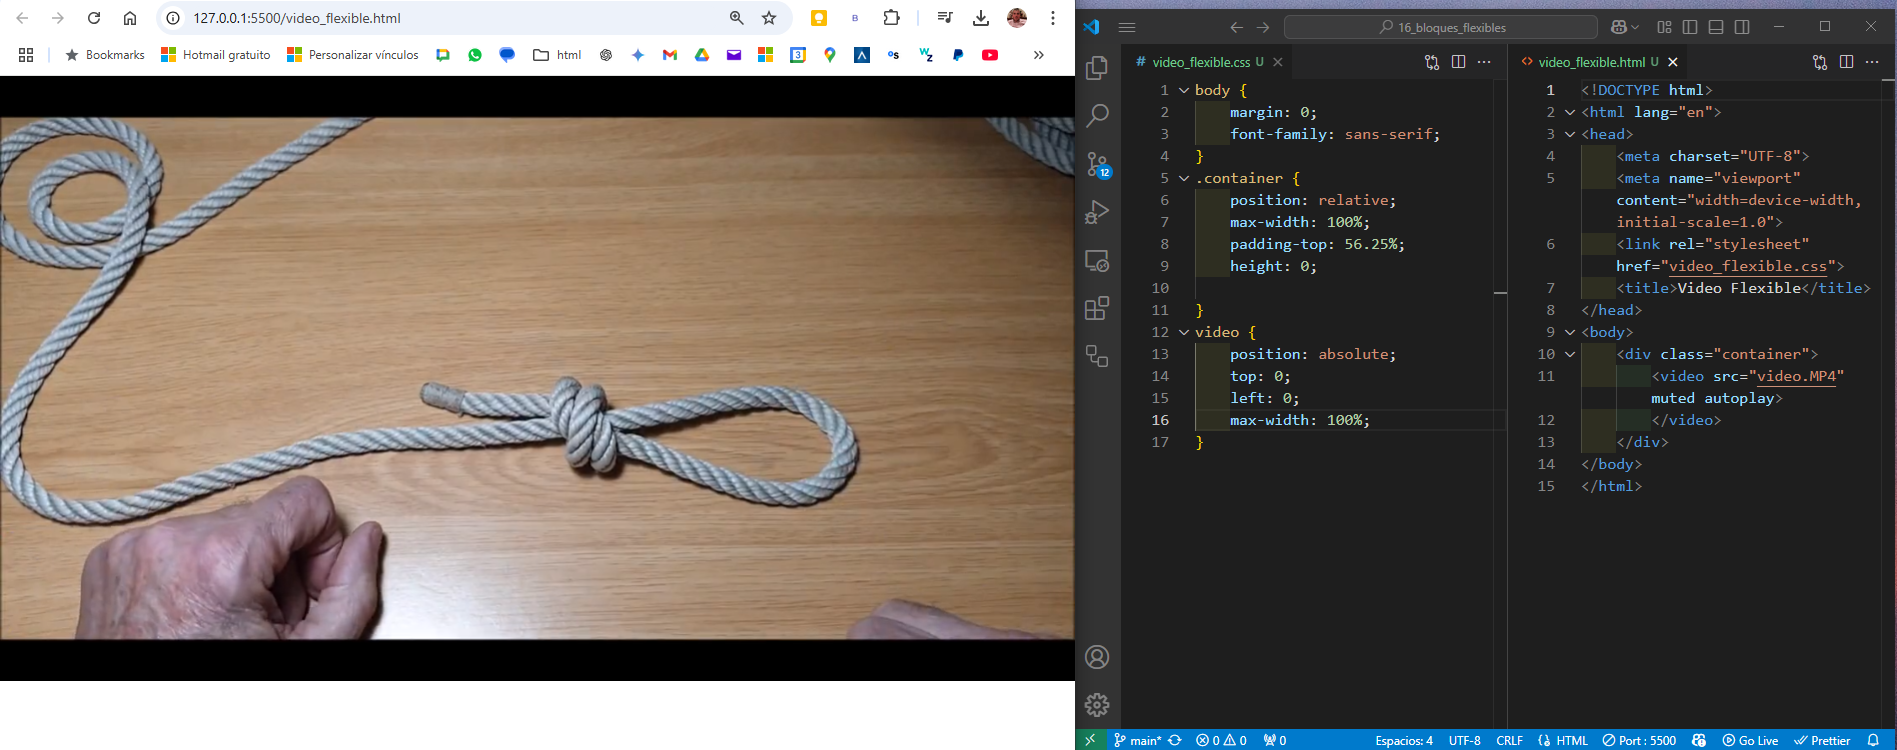 127.0.0.1:5500/video_flexible.html
Bookmarks
Hotmail gratuito
Personalizar vínculos
html
16_bloques_flexibles
# video_flexible.css U
1 body {
2 margin: 0;
3 font-family: sans-serif;
4 }
5 .container {
6 position: relative;
7 max-width: 100%;
8 padding-top: 56.25%;
9 height: 0;
10
11 }
12 video {
13 position: absolute;
14 top: 0;
15 left: 0;
16 max-width: 100%;
17 }
<> video_flexible.html U
1 <!DOCTYPE html>
2 <html lang="en">
3 <head>
4 <meta charset="UTF-8">
5 <meta name="viewport"
content="width=device-width,
initial-scale=1.0">
6 <link rel="stylesheet"
href="video_flexible.css">
7 <title>Video Flexible</title>
8 </head>
9 <body>
10 <div class="container">
11 <video src="video.MP4"
muted autoplay>
12 </video>
13 </div>
14 </body>
15 </html>
12
main* 0 0 0 Espacios: 4 UTF-8 CRLF {} HTML Port : 5500 Go Live Prettier